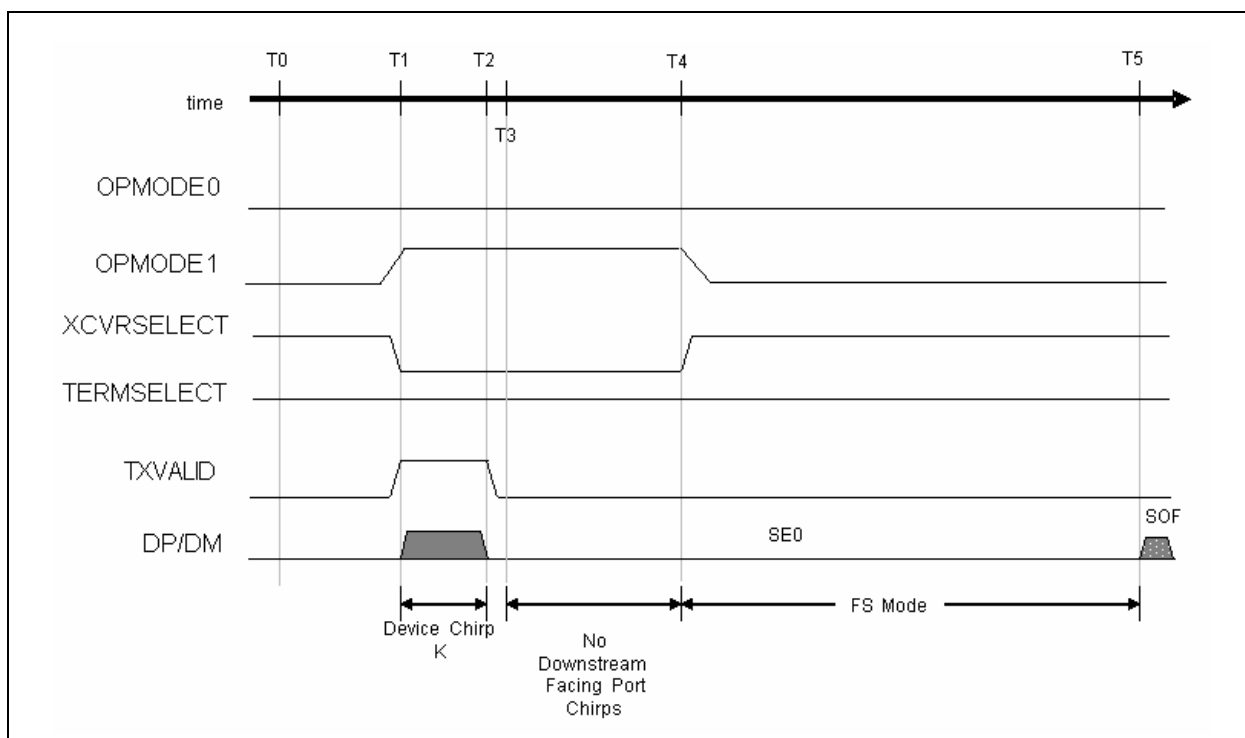 T0 T1 T2 T4 T5
time
T3
OPMODE0
OPMODE1
XCVRSELECT
TERMSELECT
TXVALID
DP/DM
SE0
SOF
Device Chirp
K
No
Downstream
Facing Port
Chirps
FS Mode